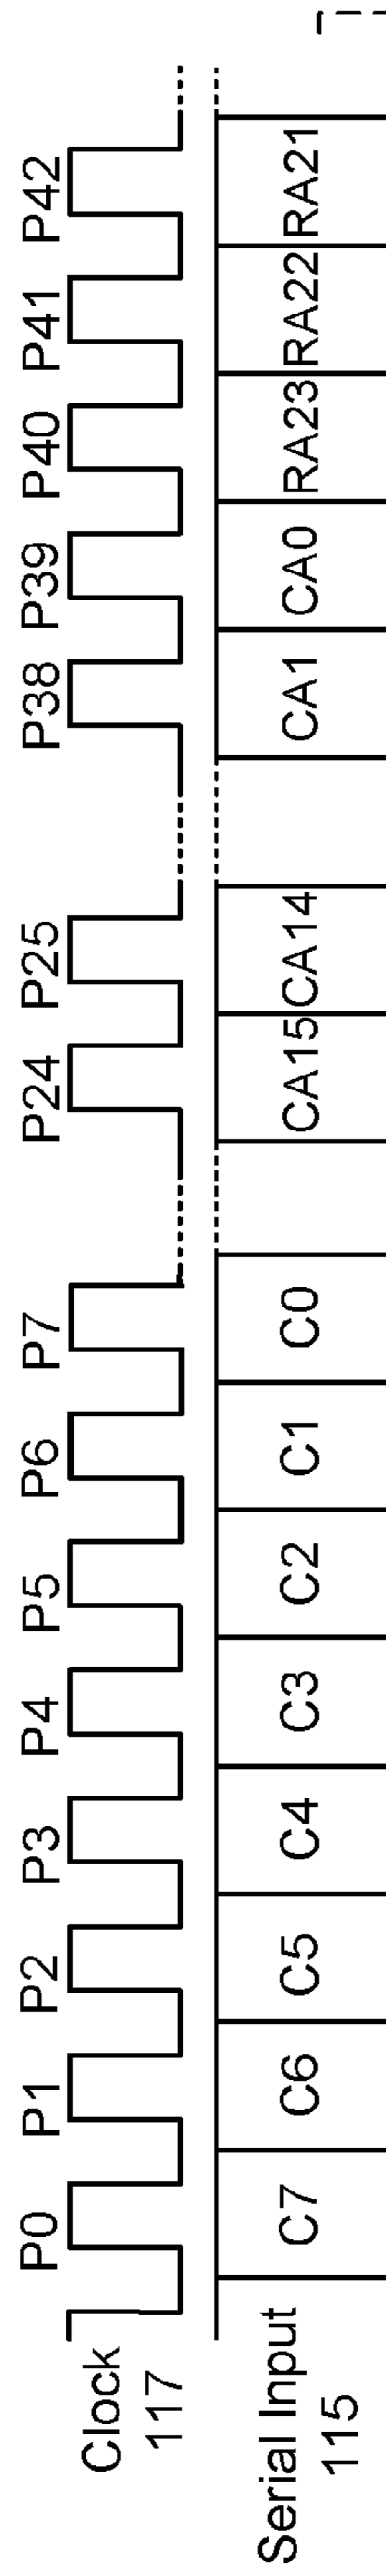 P0 P1 P2 P3 P4 P5 P6 P7 P24 P25 P38 P39 P40 P41 P42
Clock
117
C7 C6 C5 C4 C3 C2 C1 C0 CA15 CA14 CA1 CA0 RA23 RA22 RA21
Serial Input
115